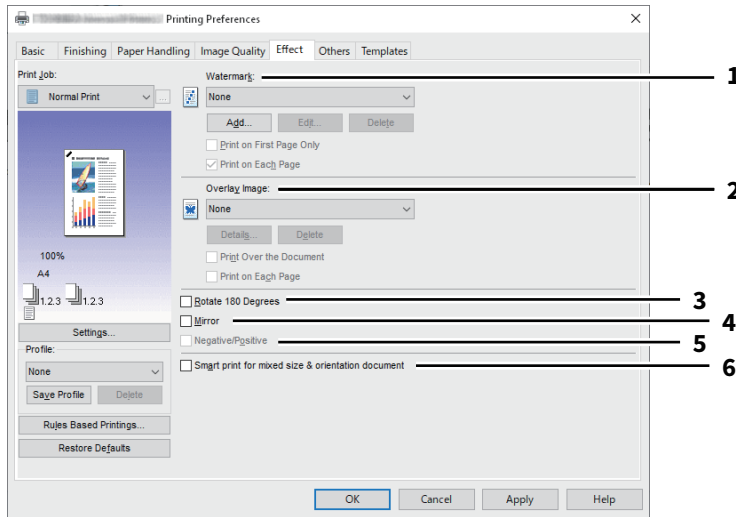 Printing Preferences
Basic Finishing Paper Handling Image Quality Effect Others Templates
Print Job:
Normal Print
...
100%
A4
1.2.3 1.2.3
Settings...
Profile:
None
Save Profile Delete
Rules Based Printings...
Restore Defaults
Watermark:
None
Add... Edit... Delete
Print on First Page Only
Print on Each Page
Overlay Image:
None
Details... Delete
Print Over the Document
Print on Each Page
Rotate 180 Degrees
Mirror
Negative/Positive
Smart print for mixed size & orientation document
OK Cancel Apply Help
1
2
3
4
5
6